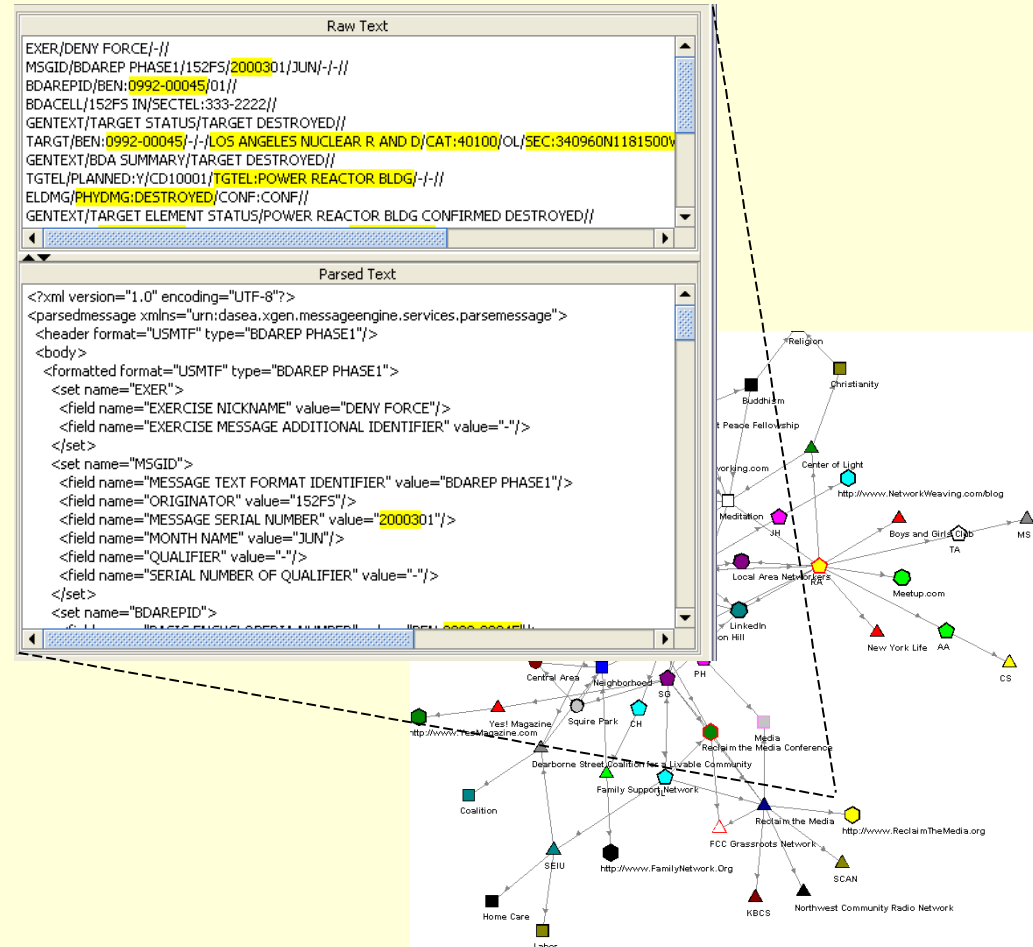 Raw Text
EXER/DENY FORCE/-//
MSGID/BDAREP PHASE1/152FS/2000301/JUN/-/-//
BDAREPID/BEN:0992-00045/01//
BDACELL/152FS IN/SECTEL:333-2222//
GENTEXT/TARGET STATUS/TARGET DESTROYED//
TARGT/BEN:0992-00045/-/-/LOS ANGELES NUCLEAR R AND D/CAT:40100/OL/SEC:340960N1181500W
GENTEXT/BDA SUMMARY/TARGET DESTROYED//
TGTEL/PLANNED:Y/CD10001/TGTEL:POWER REACTOR BLDG/-/-//
ELDMG/PHYDMG:DESTROYED/CONF:CONF//
GENTEXT/TARGET ELEMENT STATUS/POWER REACTOR BLDG CONFIRMED DESTROYED//
Parsed Text
<?xml version="1.0" encoding="UTF-8"?>
<parsedmessage xmlns="urn:dasea.xgen.messageengine.services.parsemessage">
<header format="USMTF" type="BDAREP PHASE1"/>
<body>
<formatted format="USMTF" type="BDAREP PHASE1">
<set name="EXER">
<field name="EXERCISE NICKNAME" value="DENY FORCE"/>
<field name="EXERCISE MESSAGE ADDITIONAL IDENTIFIER" value="-"/>
</set>
<set name="MSGID">
<field name="MESSAGE TEXT FORMAT IDENTIFIER" value="BDAREP PHASE1"/>
<field name="ORIGINATOR" value="152FS"/>
<field name="MESSAGE SERIAL NUMBER" value="2000301"/>
<field name="MONTH NAME" value="JUN"/>
<field name="QUALIFIER" value="-"/>
<field name="SERIAL NUMBER OF QUALIFIER" value="-"/>
</set>
<set name="BDAREPID">
Religion
Christianity
Buddhism
t Peace Fellowship
Center of Light
working.com
http://www.NetworkWeaving.com/blog
Meditation
JH
Boys and Girls Club
TA
MS
Local Area Networkers
RA
Meetup.com
LinkedIn
on Hill
New York Life
AA
CS
Central Area
Neighborhood
PH
SG
Yes! Magazine
Squire Park
CH
http://www.YesMagazine.com
Media
Reclaim the Media Conference
Dearborne Street Coalition for a Livable Community
Family Support Network
JL
Coalition
Reclaim the Media
http://www.ReclaimTheMedia.org
FCC Grassroots Network
SEIU
http://www.FamilyNetwork.Org
SCAN
Home Care
KBCS
Northwest Community Radio Network
Labor